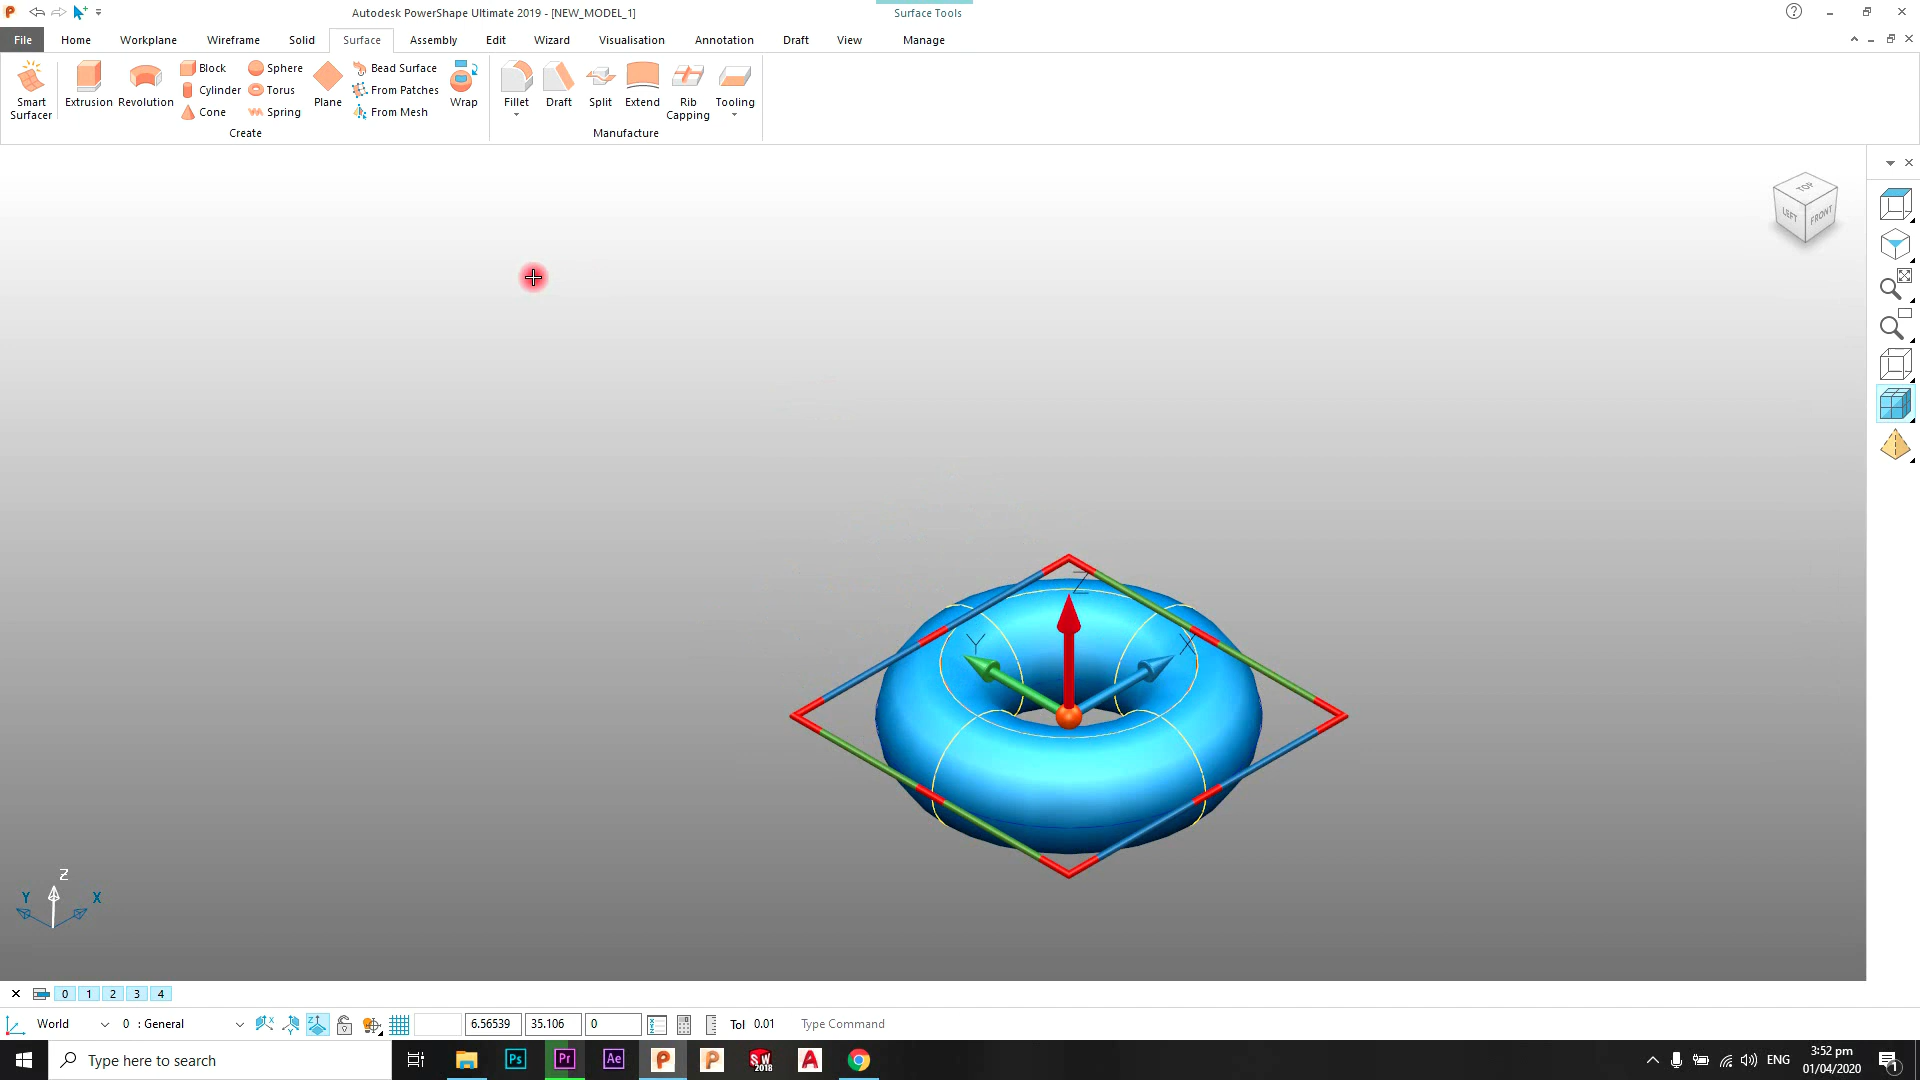 Autodesk PowerShape Ultimate 2019 - [NEW_MODEL_1]
Surface Tools
File Home Workplane Wireframe Solid Surface Assembly Edit Wizard Visualisation Annotation Draft View Manage
Smart Surfacer
Extrusion
Revolution
Block
Cylinder
Cone
Sphere
Torus
Spring
Plane
Bead Surface
From Patches
From Mesh
Wrap
Create
Fillet
Draft
Split
Extend
Rib Capping
Tooling
Manufacture
TOP
LEFT
FRONT
Z
Y
X
Z
Y
X
0 1 2 3 4
World 0 : General 6.56539 35.106 0 Tol 0.01 Type Command
Type here to search
Ps
Pr
Ae
SW 2018
A
ENG
3:52 pm
01/04/2020
1